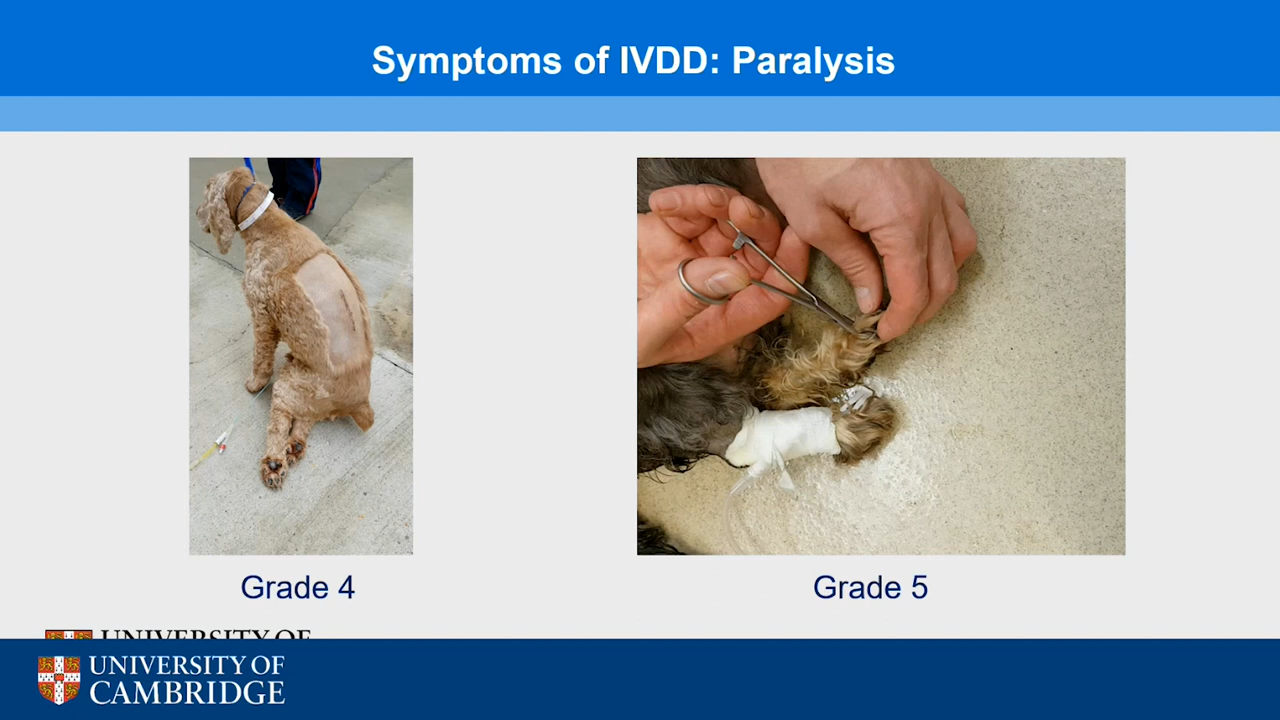 Symptoms of IVDD: Paralysis
Grade 4
Grade 5
UNIVERSITY OF
UNIVERSITY OF
CAMBRIDGE